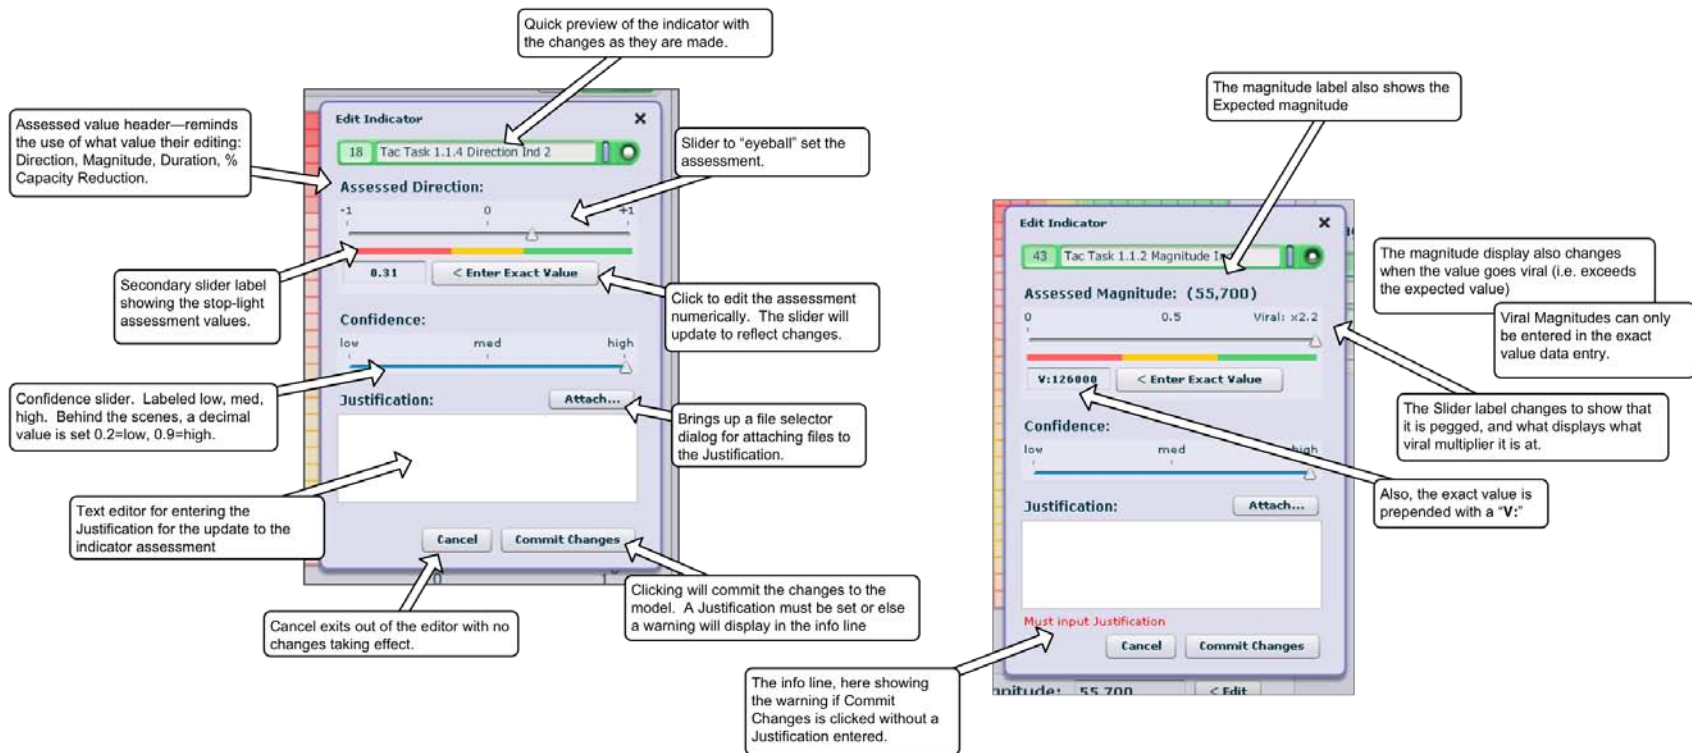 Quick preview of the indicator with
the changes as they are made.
Assessed value header—reminds
the use of what value their editing:
Direction, Magnitude, Duration, %
Capacity Reduction.
Slider to “eyeball” set the
assessment.
Secondary slider label
showing the stop-light
assessment values.
Click to edit the assessment
numerically. The slider will
update to reflect changes.
Confidence slider. Labeled low, med,
high. Behind the scenes, a decimal
value is set 0.2=low, 0.9=high.
Brings up a file selector
dialog for attaching files to
the Justification.
Text editor for entering the
Justification for the update to the
indicator assessment
Cancel exits out of the editor with no
changes taking effect.
Clicking will commit the changes to the
model. A Justification must be set or else
a warning will display in the info line
Edit Indicator
18 Tac Task 1.1.4 Direction Ind 2
Assessed Direction:
-1 0 +1
0.31 < Enter Exact Value
Confidence:
low med high
Justification: Attach...
Cancel Commit Changes
0 1
The magnitude label also shows the
Expected magnitude
The magnitude display also changes
when the value goes viral (i.e. exceeds
the expected value)
Viral Magnitudes can only
be entered in the exact
value data entry.
The Slider label changes to show that
it is pegged, and what displays what
viral multiplier it is at.
Also, the exact value is
prepended with a “V:”
The info line, here showing
the warning if Commit
Changes is clicked without a
Justification entered.
Edit Indicator
43 Tac Task 1.1.2 Magnitude
Assessed Magnitude: (55,700)
0 0.5 Viral: x2.2
V:126000 < Enter Exact Value
Confidence:
low med high
Justification: Attach...
Must input Justification
Cancel Commit Changes
55,700 < Edit